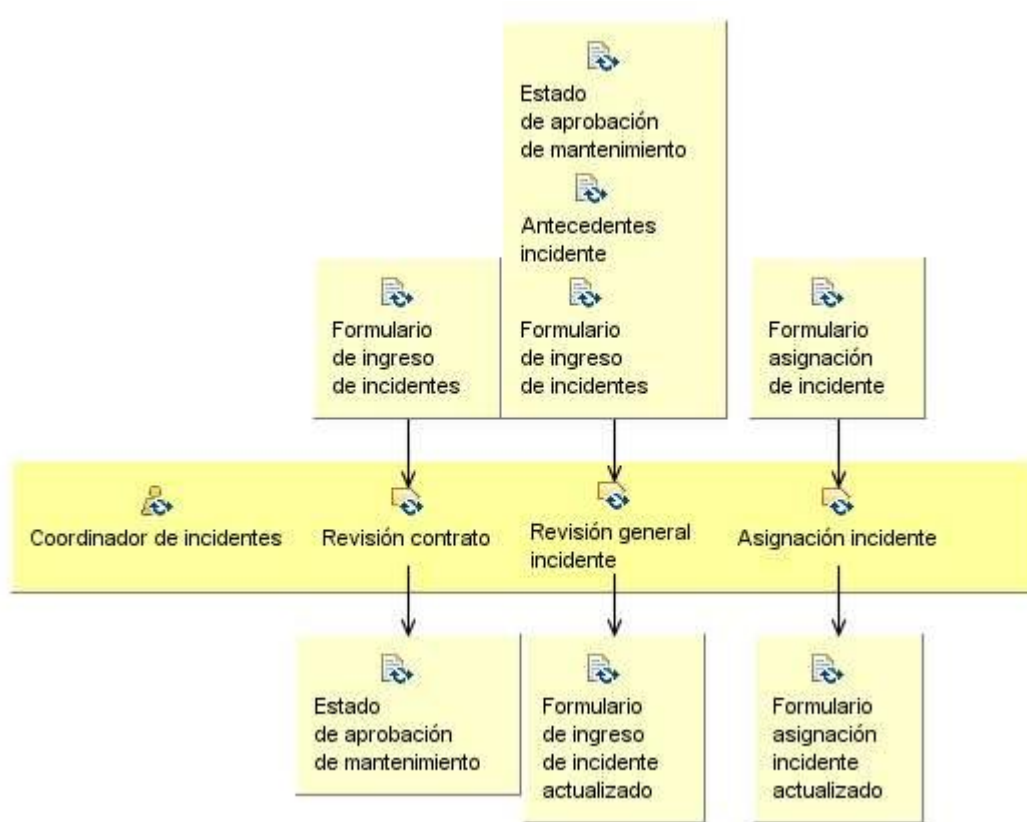 Estado
de aprobación
de mantenimiento
Antecedentes
incidente
Formulario
de ingreso
de incidentes
Formulario
de ingreso
de incidentes
Formulario
asignación
de incidente
Coordinador de incidentes
Revisión contrato
Revisión general
incidente
Asignación incidente
Estado
de aprobación
de mantenimiento
Formulario
de ingreso
de incidente
actualizado
Formulario
asignación
incidente
actualizado